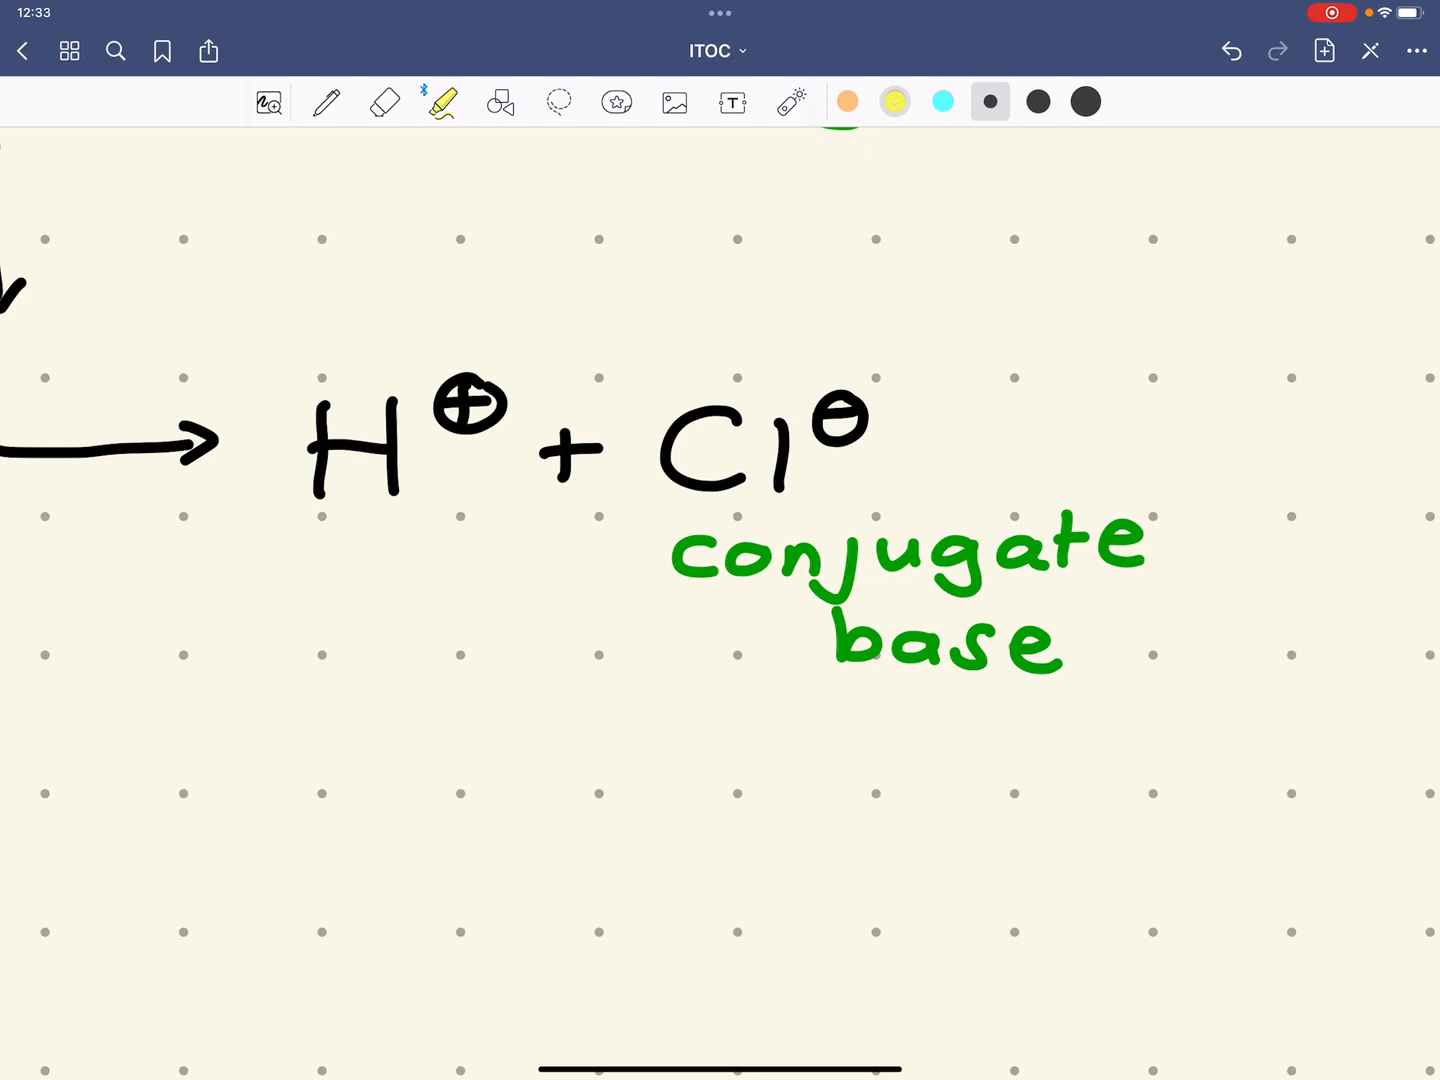 12:33
ITOC
T
→ H⊕ + Cl⊖
conjugate
base